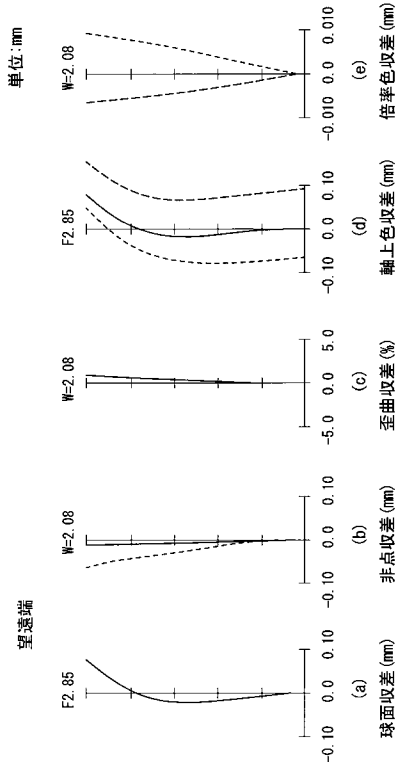 望遠端
単位:mm
F2.85
W=2.08
W=2.08
F2.85
W=2.08
-0.10 0.0 0.10
-0.10 0.0 0.10
-5.0 0.0 5.0
-0.10 0.0 0.10
-0.010 0.0 0.010
(a)
(b)
(c)
(d)
(e)
球面収差(mm)
非点収差(mm)
歪曲収差(%)
軸上色収差(mm)
倍率色収差(mm)